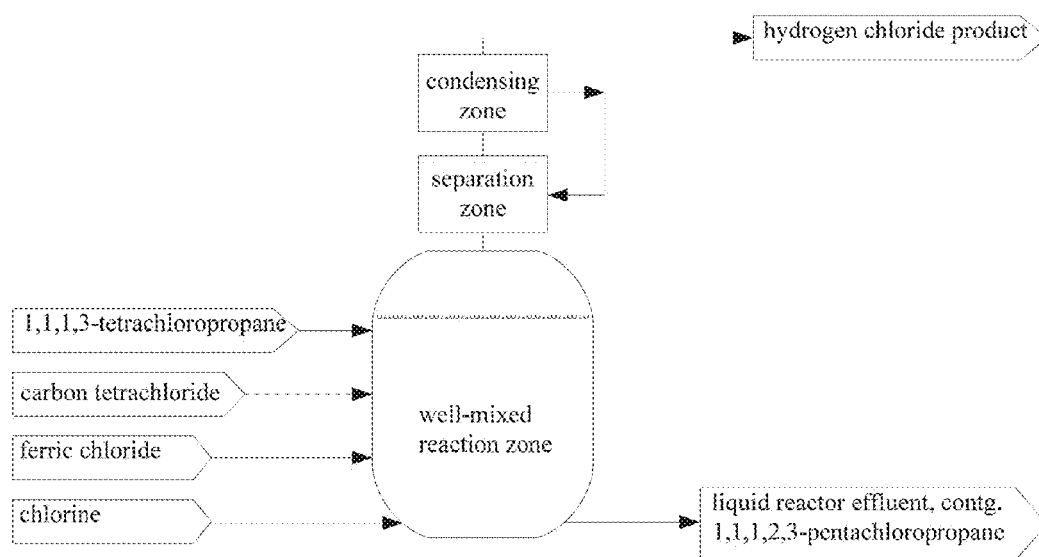 hydrogen chloride product
condensing
zone
separation
zone
1,1,1,3-tetrachloropropane
carbon tetrachloride
well-mixed
reaction zone
ferric chloride
chlorine
liquid reactor effluent, contg.
1,1,1,2,3-pentachloropropane